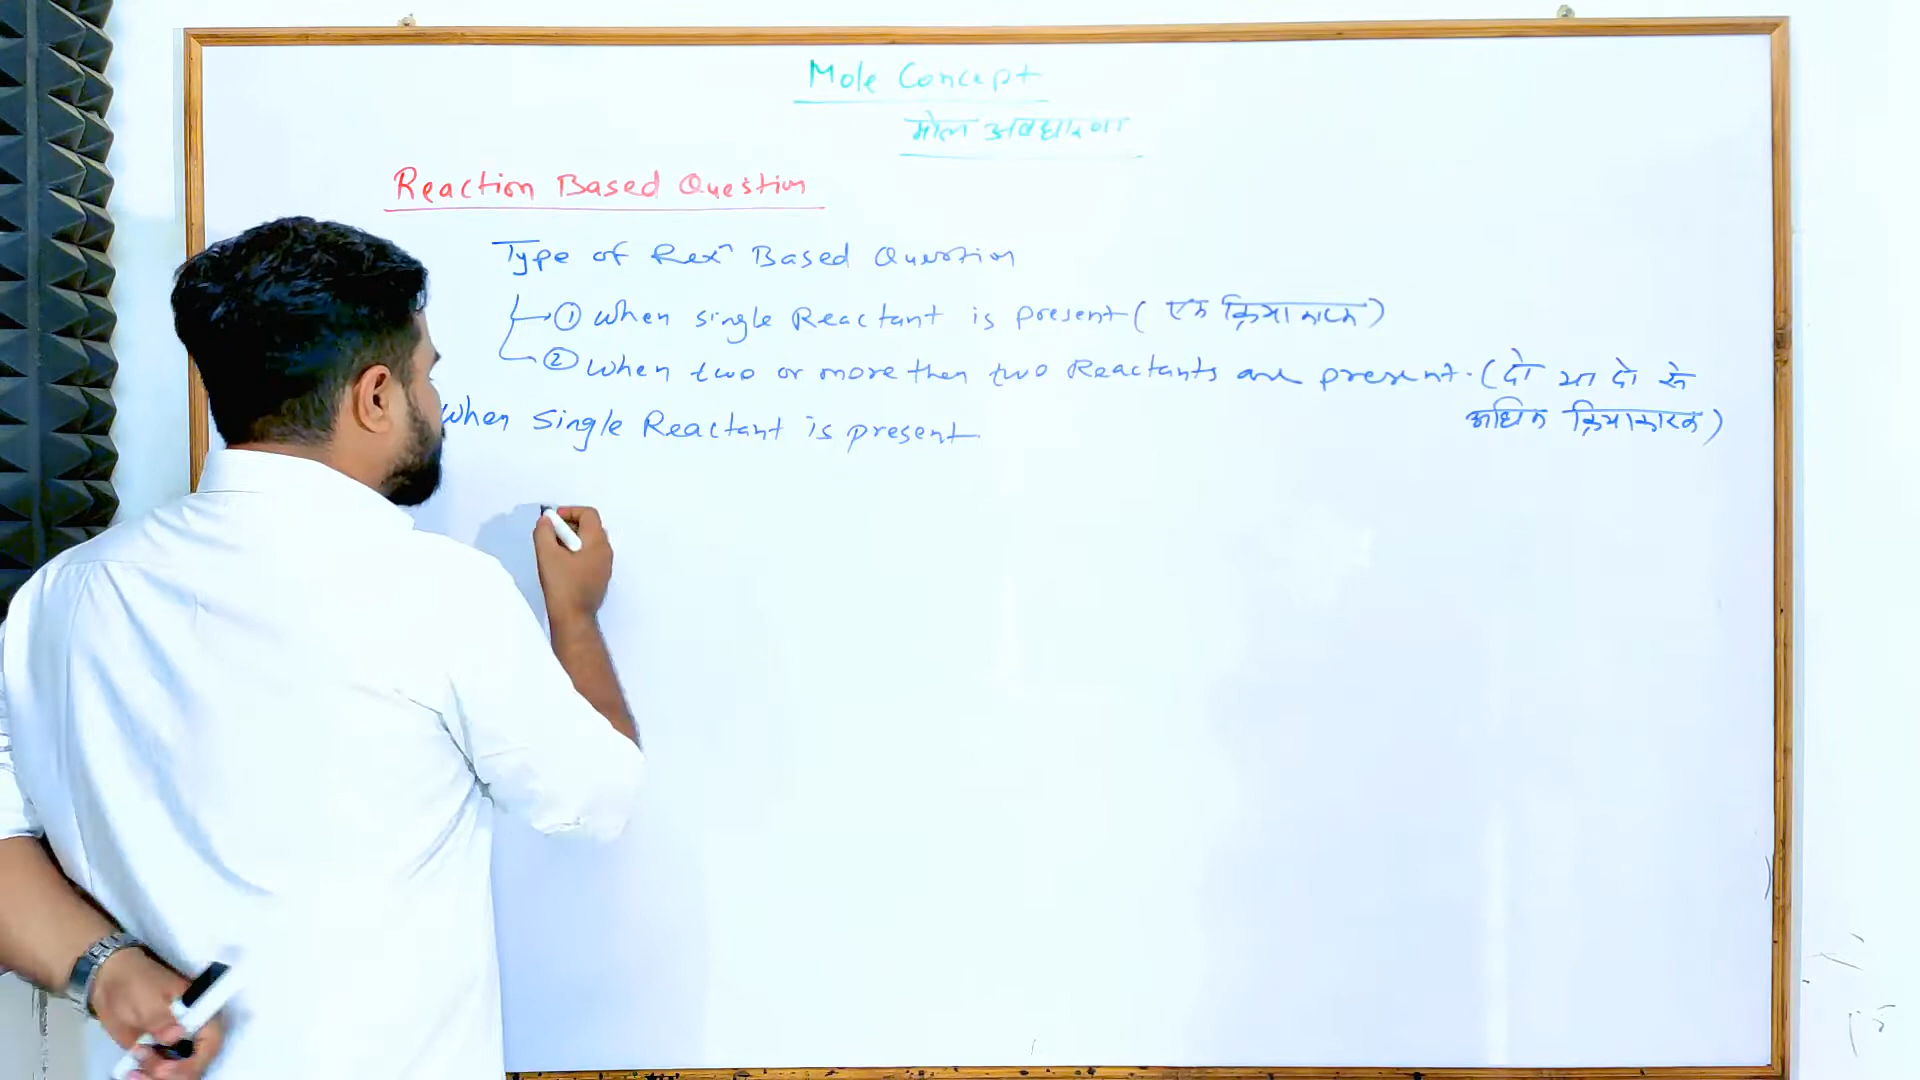 Mole Concept
मोल अवधारणा
Reaction Based Question
Type of Rexⁿ Based Question
① When single Reactant is present ( एक क्रियाकारक )
② When two or more then two Reactants are present. ( दो या दो से
अधिक क्रियाकारक )
When Single Reactant is present